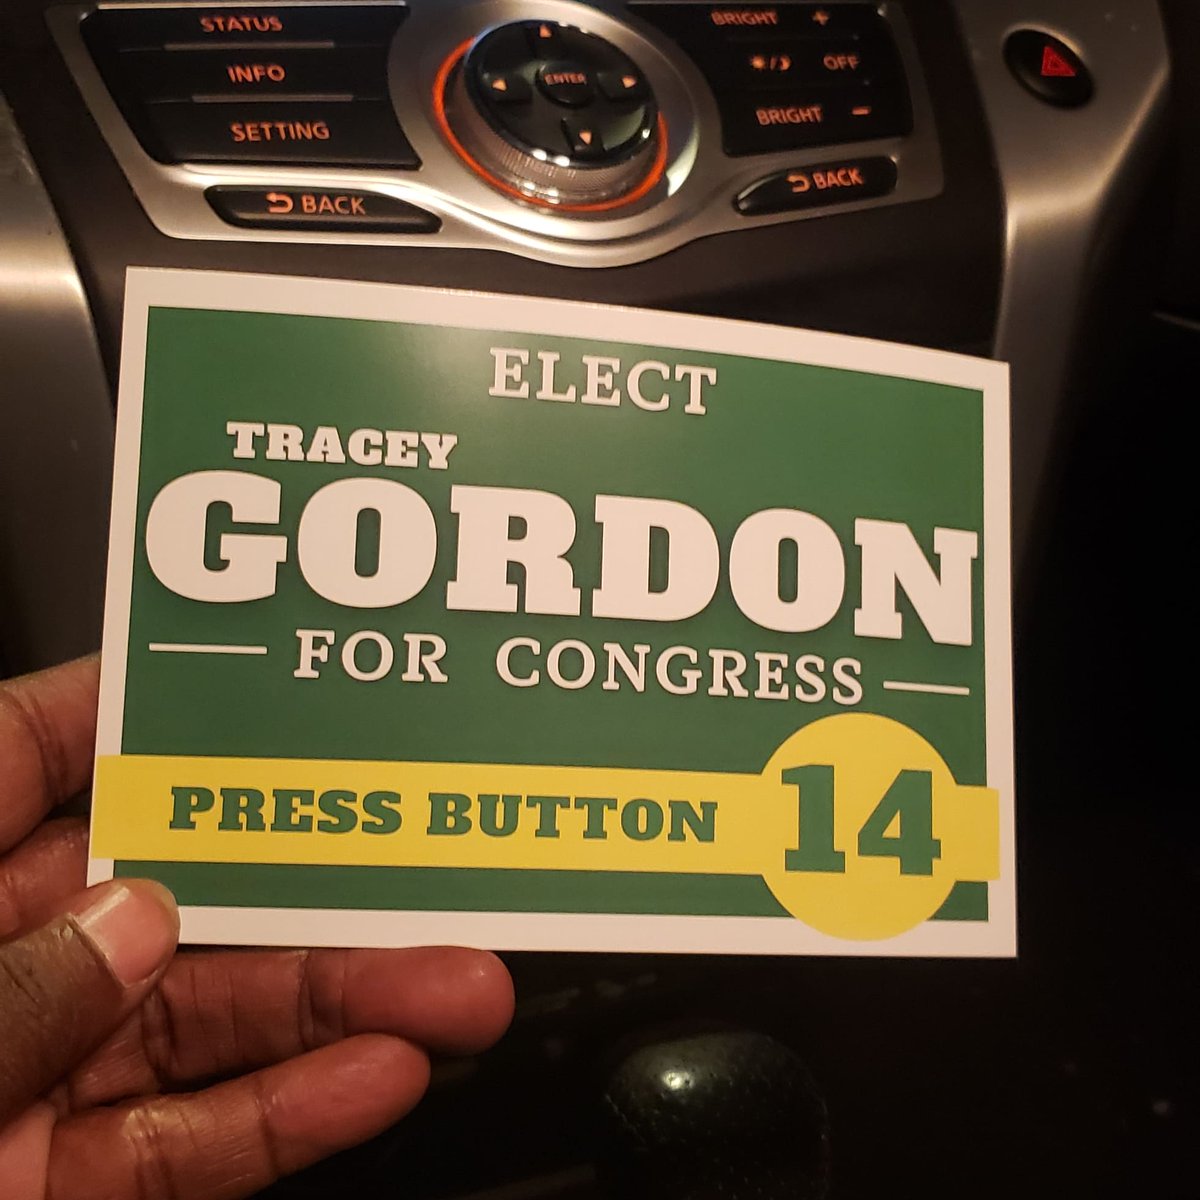 STATUS
INFO
SETTING
BACK
ENTER
BRIGHT +
OFF
BRIGHT -
BACK
ELECT
TRACEY
GORDON
FOR CONGRESS
PRESS BUTTON 14